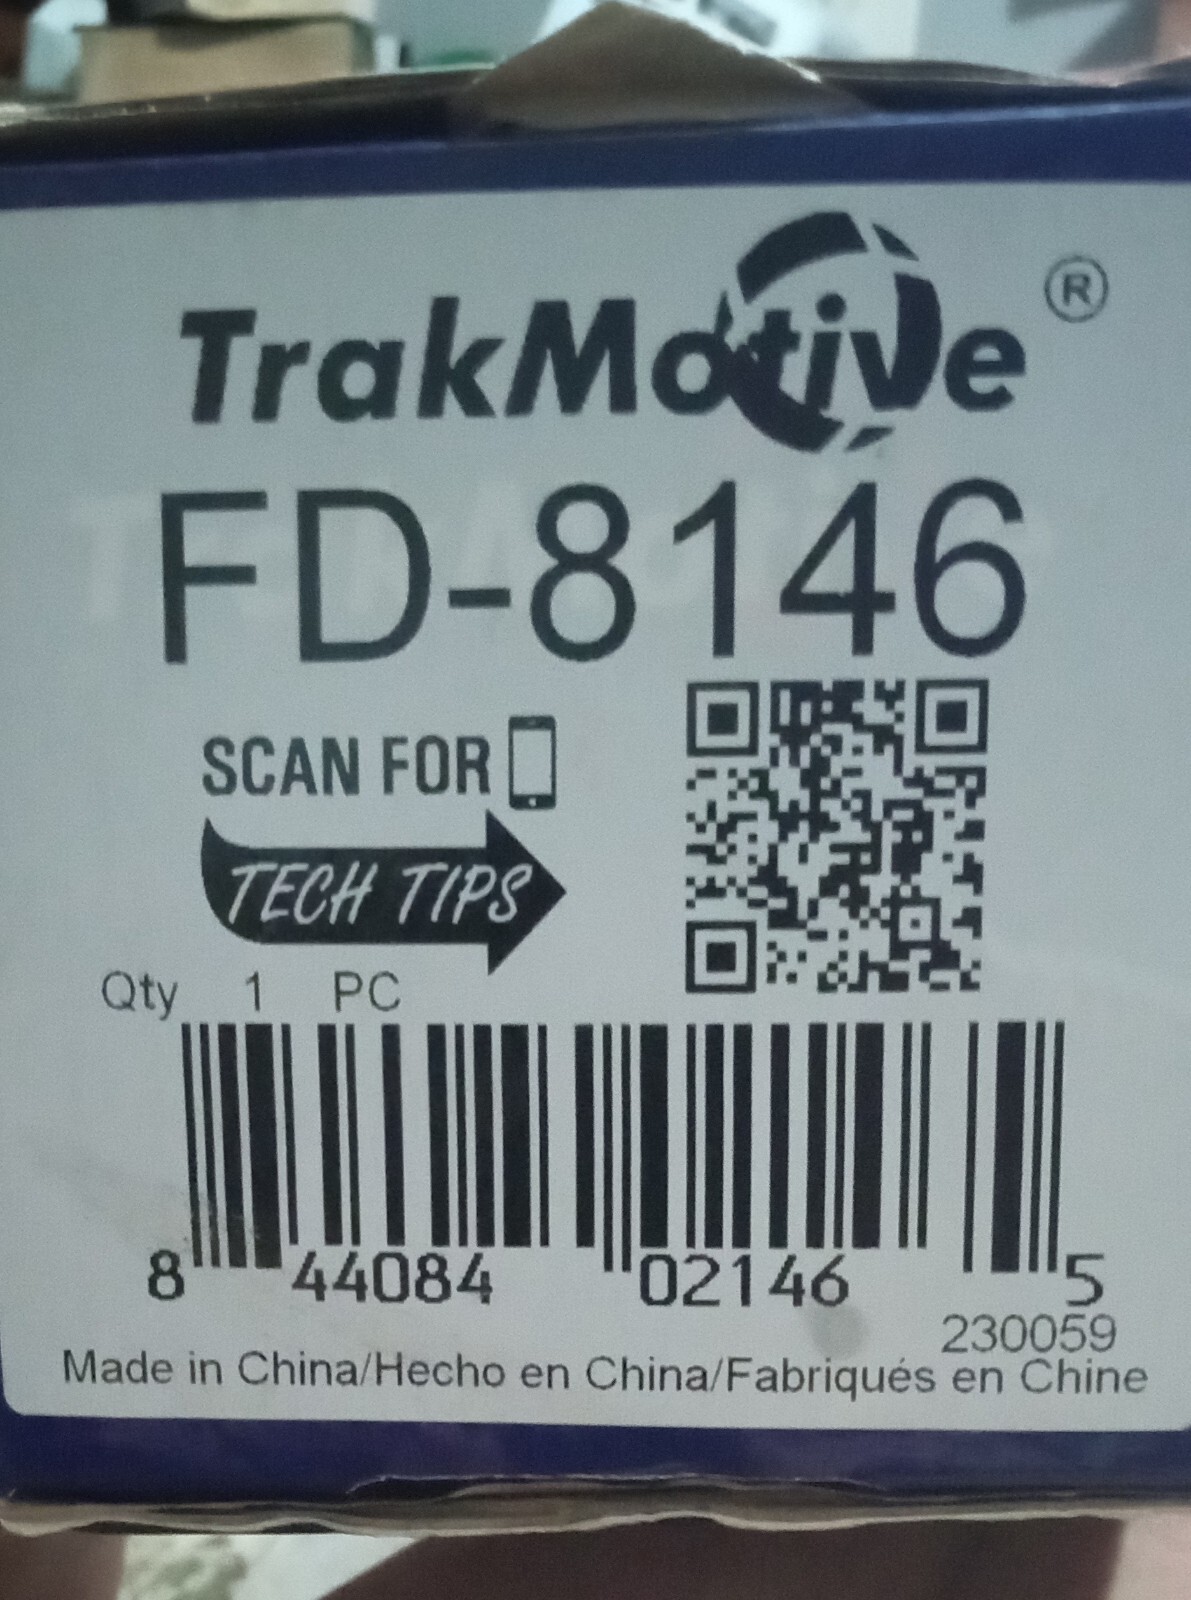 TrakMotive®
FD-8146
SCAN FOR
TECH TIPS
Qty 1 PC
8 44084 02146 5
230059
Made in China/Hecho en China/Fabriqués en Chine